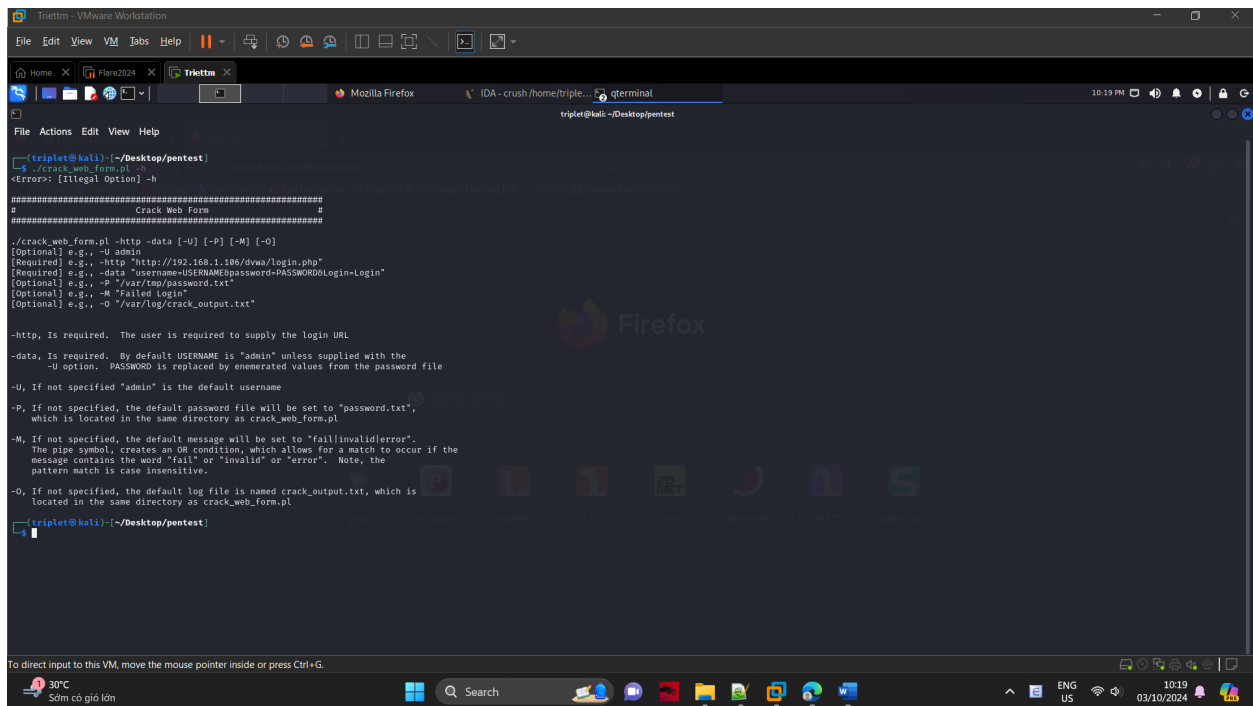 Triettm - VMware Workstation
File Edit View VM Tabs Help
Home Flare2024 Triettm
Mozilla Firefox IDA - crush /home/triple... qterminal 10:19 PM
triplet@kali: ~/Desktop/pentest
File Actions Edit View Help
(triplet㉿kali)-[~/Desktop/pentest]
$ ./crack_web_form.pl -h
<Error>: [Illegal Option] -h
############################################################
# Crack Web Form #
############################################################
./crack_web_form.pl -http -data [-U] [-P] [-M] [-O]
[Optional] e.g., -U admin
[Required] e.g., -http "http://192.168.1.106/dvwa/login.php"
[Required] e.g., -data "username=USERNAME&password=PASSWORD&Login=Login"
[Optional] e.g., -P "/var/tmp/password.txt"
[Optional] e.g., -M "Failed Login"
[Optional] e.g., -O "/var/log/crack_output.txt"
-http, Is required. The user is required to supply the login URL
-data, Is required. By default USERNAME is "admin" unless supplied with the
-U option. PASSWORD is replaced by enemerated values from the password file
-U, If not specified "admin" is the default username
-P, If not specified, the default password file will be set to "password.txt",
which is located in the same directory as crack_web_form.pl
-M, If not specified, the default message will be set to "fail|invalid|error".
The pipe symbol, creates an OR condition, which allows for a match to occur if the
message contains the word "fail" or "invalid" or "error". Note, the
pattern match is case insensitive.
-O, If not specified, the default log file is named crack_output.txt, which is
located in the same directory as crack_web_form.pl
(triplet㉿kali)-[~/Desktop/pentest]
$
Firefox
To direct input to this VM, move the mouse pointer inside or press Ctrl+G.
1 30°C
Sớm có gió lớn
Search
ENG
US
10:19
03/10/2024